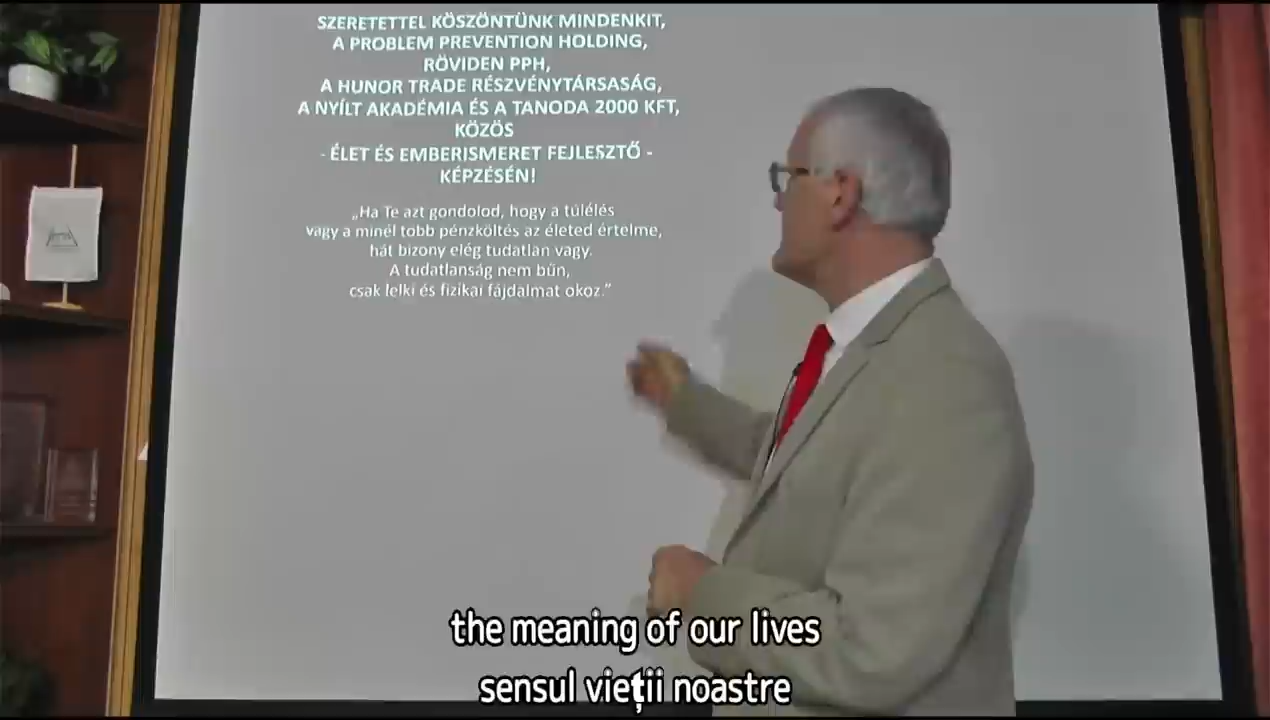 SZERETETTEL KÖSZÖNTÜNK MINDENKIT,
A PROBLEM PREVENTION HOLDING,
RÖVIDEN PPH,
A HUNOR TRADE RÉSZVÉNYTÁRSASÁG,
A NYÍLT AKADÉMIA ÉS A TANODA 2000 KFT,
KÖZÖS
- ÉLET ÉS EMBERISMERET FEJLESZTŐ -
KÉPZÉSÉN!
„Ha Te azt gondolod, hogy a túlélés
vagy a minél több pénzköltés az életed értelme,
hát bizony elég tudatlan vagy.
A tudatlanság nem bűn,
csak lelki és fizikai fájdalmat okoz.”
the meaning of our lives
sensul vieții noastre